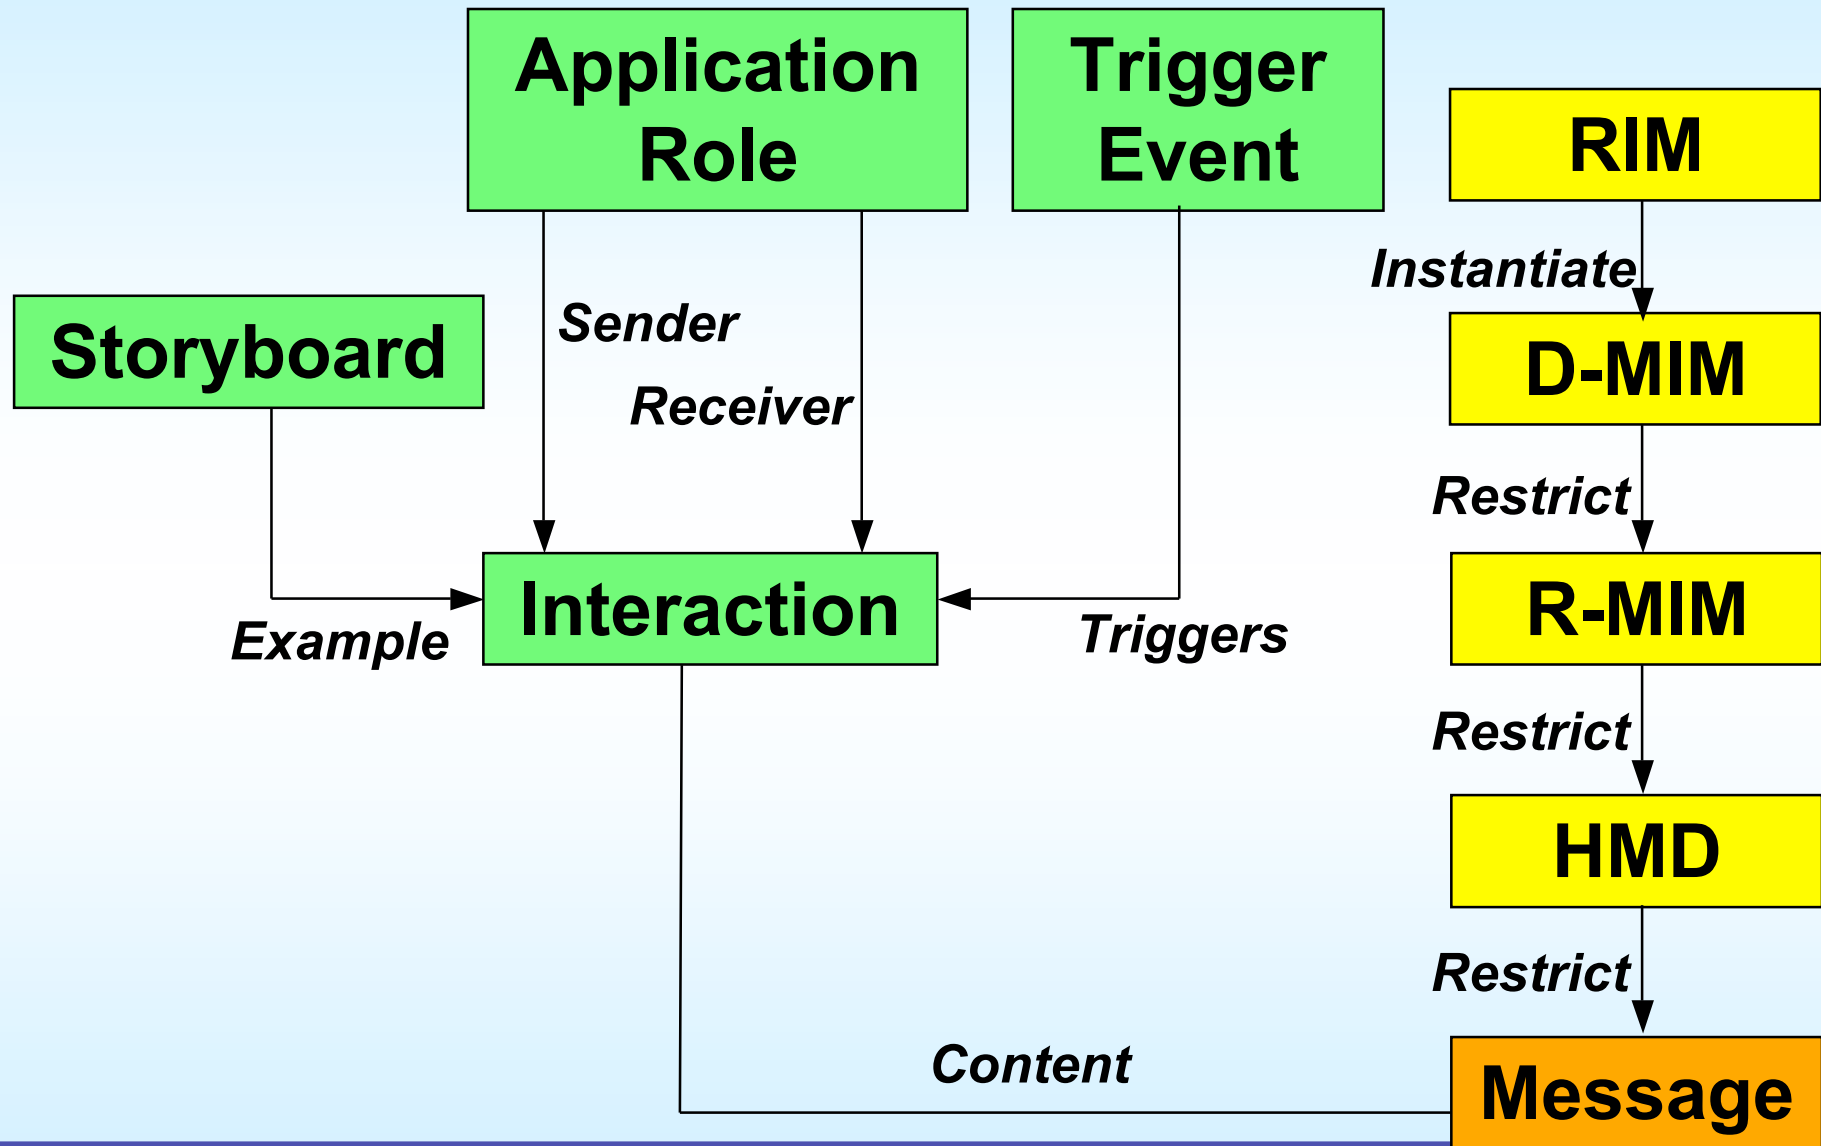 Application
Role
Trigger
Event
RIM
Instantiate
Storyboard
Sender
Receiver
D-MIM
Restrict
Interaction
Example
Triggers
R-MIM
Restrict
HMD
Restrict
Content
Message